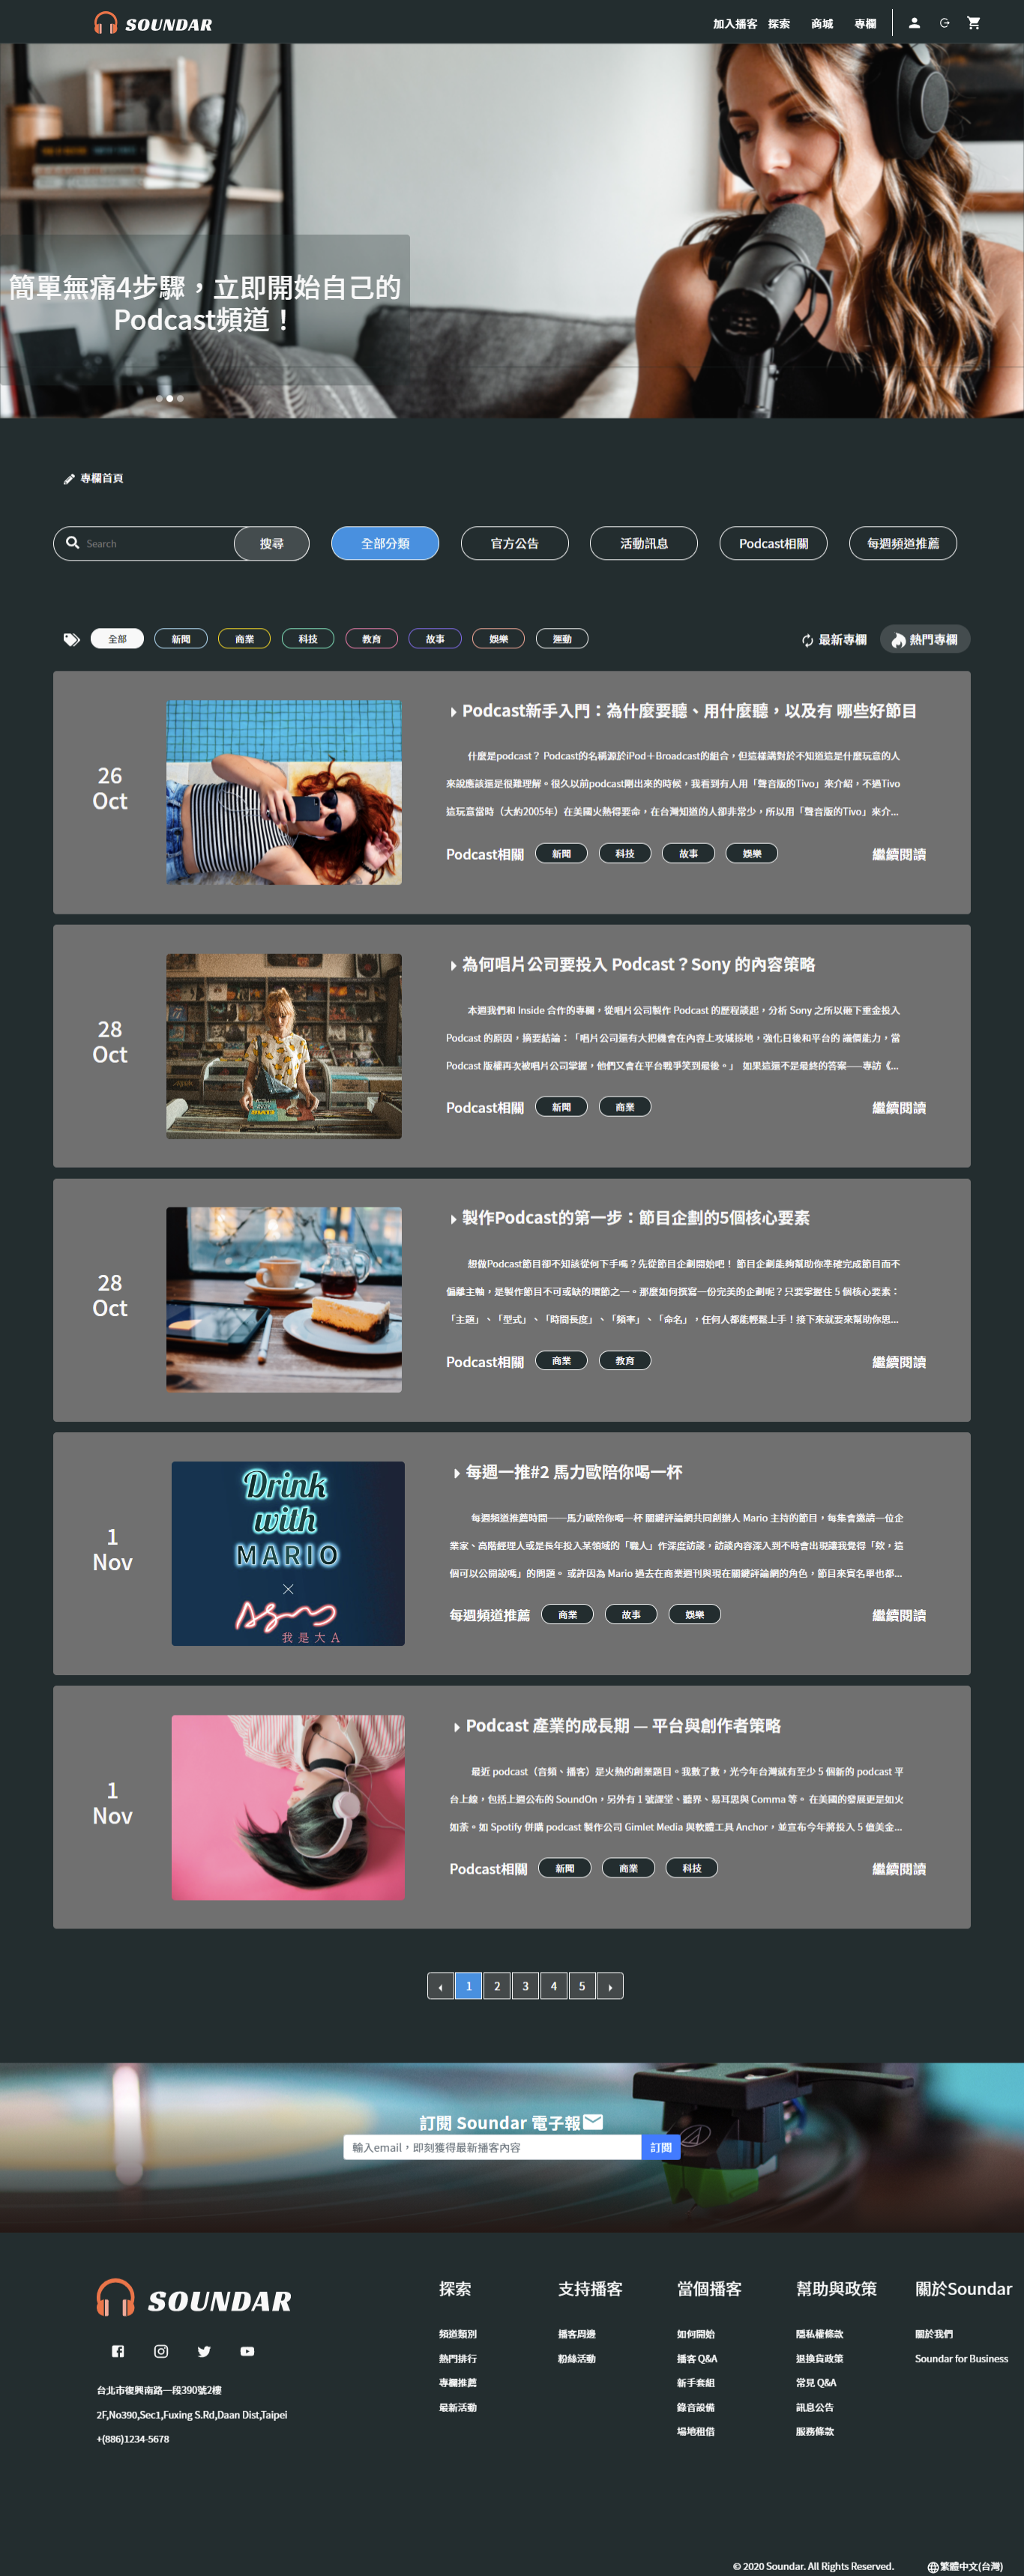 SOUNDAR
加入播客 探索 商城 專欄
簡單無痛4步驟，立即開始自己的
Podcast頻道！
專欄首頁
Search 搜尋 全部分類 官方公告 活動訊息 Podcast相關 每週頻道推薦
全部 新聞 商業 科技 教育 故事 娛樂 運動 最新專欄 熱門專欄
26
Oct
Podcast新手入門：為什麼要聽、用什麼聽，以及有 哪些好節目
什麼是podcast？ Podcast的名稱源於iPod＋Broadcast的組合，但這樣講對於不知道這是什麼玩意的人
來說應該還是很難理解。很久以前podcast剛出來的時候，我看到有人用「聲音版的Tivo」來介紹，不過Tivo
這玩意當時（大約2005年）在美國火熱得要命，在台灣知道的人卻非常少，所以用「聲音版的Tivo」來介...
Podcast相關 新聞 科技 故事 娛樂 繼續閱讀
28
Oct
為何唱片公司要投入 Podcast？Sony 的內容策略
本週我們和 Inside 合作的專欄，從唱片公司製作 Podcast 的歷程談起，分析 Sony 之所以砸下重金投入
Podcast 的原因，摘要結論：「唱片公司還有大把機會在內容上攻城掠地，強化日後和平台的 議價能力，當
Podcast 版權再次被唱片公司掌握，他們又會在平台戰爭笑到最後。」 如果這還不是最終的答案——專訪《...
Podcast相關 新聞 商業 繼續閱讀
28
Oct
製作Podcast的第一步：節目企劃的5個核心要素
想做Podcast節目卻不知該從何下手嗎？先從節目企劃開始吧！ 節目企劃能夠幫助你準確完成節目而不
偏離主軸，是製作節目不可或缺的環節之一。那麼如何撰寫一份完美的企劃呢？只要掌握住 5 個核心要素：
「主題」、「型式」、「時間長度」、「頻率」、「命名」，任何人都能輕鬆上手！接下來就要來幫助你思...
Podcast相關 商業 教育 繼續閱讀
1
Nov
Drink
with
MARIO
×
我是大A
每週一推#2 馬力歐陪你喝一杯
每週頻道推薦時間——馬力歐陪你喝一杯 關鍵評論網共同創辦人 Mario 主持的節目，每集會邀請一位企
業家、高階經理人或是長年投入某領域的「職人」作深度訪談，訪談內容深入到不時會出現讓我覺得「欸，這
個可以公開說嗎」的問題。 或許因為 Mario 過去在商業週刊與現在關鍵評論網的角色，節目來賓名單也都...
每週頻道推薦 商業 故事 娛樂 繼續閱讀
1
Nov
Podcast 產業的成長期 — 平台與創作者策略
最近 podcast（音頻、播客）是火熱的創業題目。我數了數，光今年台灣就有至少 5 個新的 podcast 平
台上線，包括上週公布的 SoundOn，另外有 1 號課堂、聽界、易耳思與 Comma 等。 在美國的發展更是如火
如荼。如 Spotify 併購 podcast 製作公司 Gimlet Media 與軟體工具 Anchor，並宣布今年將投入 5 億美金...
Podcast相關 新聞 商業 科技 繼續閱讀
1 2 3 4 5
訂閱 Soundar 電子報
輸入email，即刻獲得最新播客內容 訂閱
SOUNDAR
台北市復興南路一段390號2樓
2F,No390,Sec1,Fuxing S.Rd,Daan Dist,Taipei
+(886)1234-5678
探索
頻道類別
熱門排行
專欄推薦
最新活動
支持播客
播客周邊
粉絲活動
當個播客
如何開始
播客 Q&A
新手套組
錄音設備
場地租借
幫助與政策
隱私權條款
退換貨政策
常見 Q&A
訊息公告
服務條款
關於Soundar
關於我們
Soundar for Business
© 2020 Soundar. All Rights Reserved. 繁體中文(台灣)